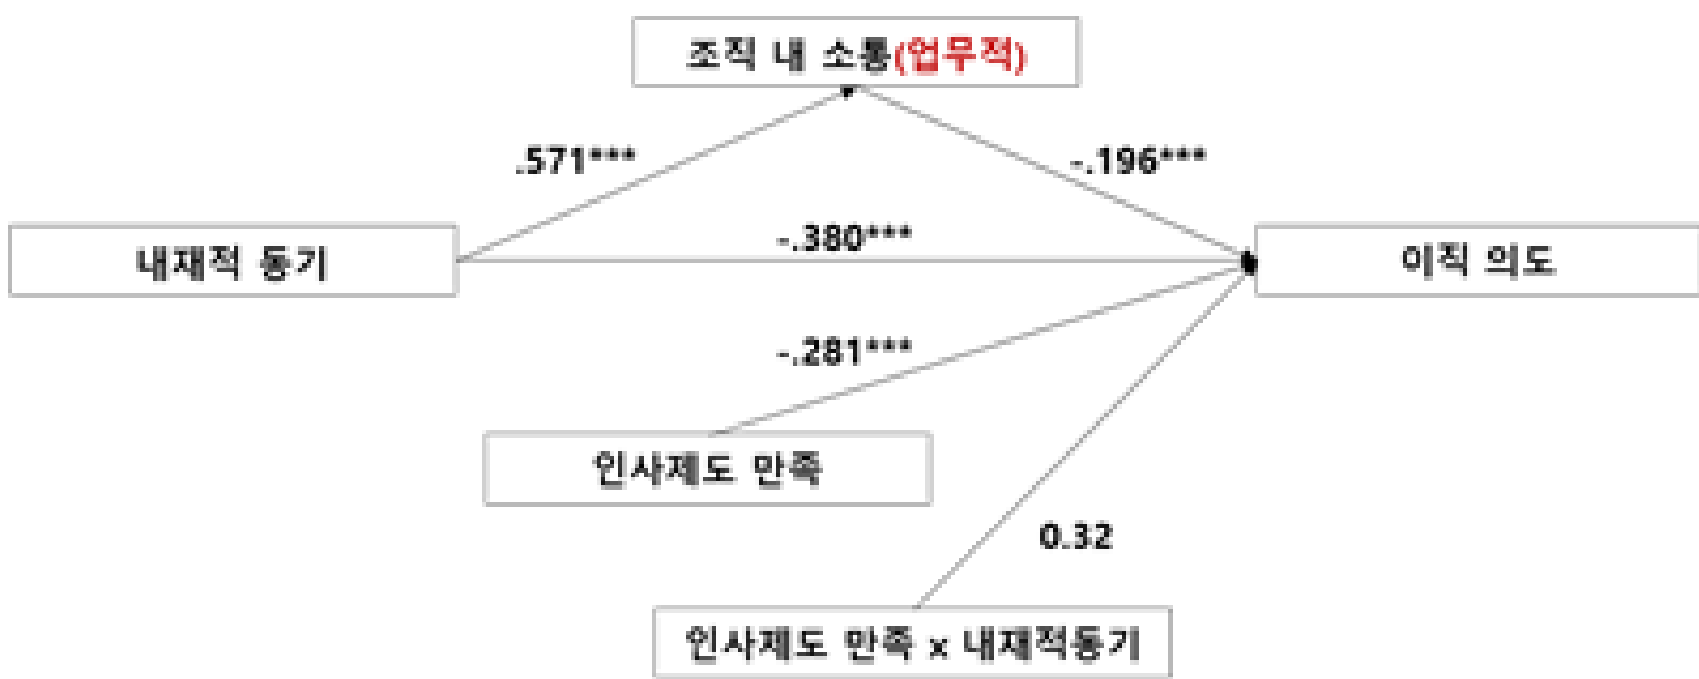 조직 내 소통(업무적)
.571***
-.196***
-.380***
내재적 동기
이직 의도
-.281***
인사제도 만족
0.32
인사제도 만족 x 내재적동기